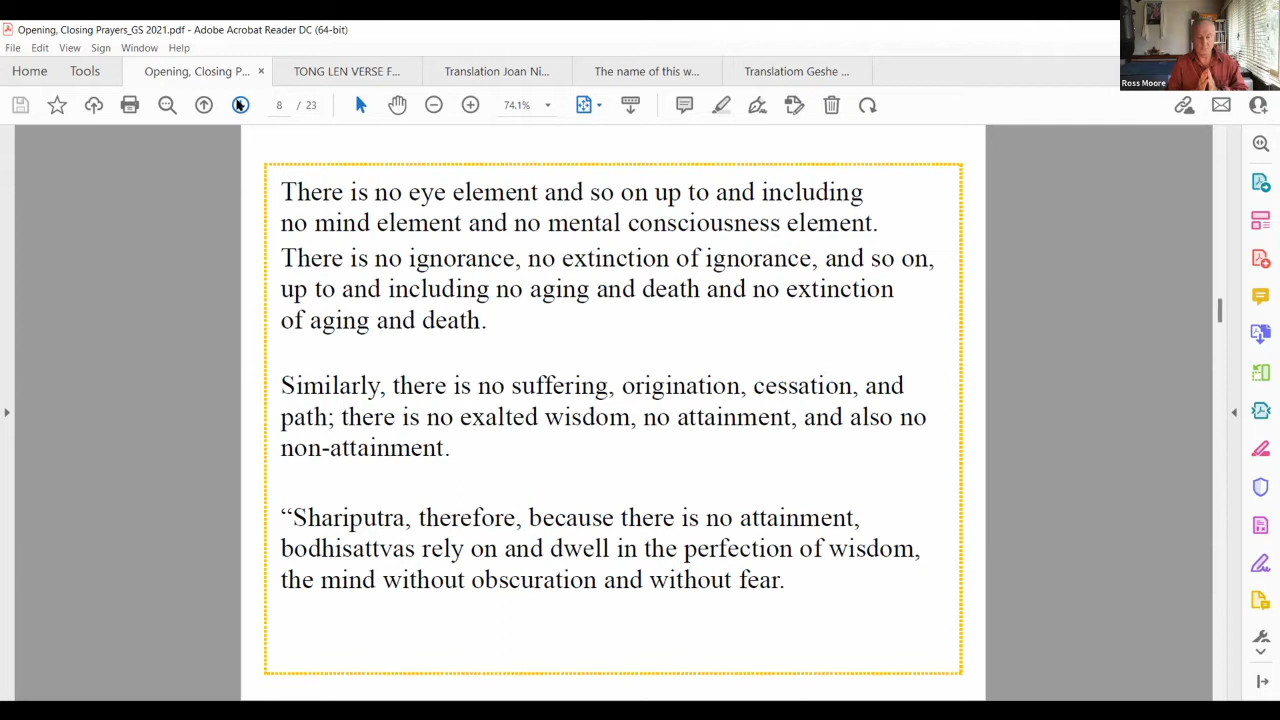 Opening, Closing Prayers_GS 2021.pdf - Adobe Acrobat Reader DC (64-bit)
File Edit View Sign Window Help
Home Tools Opening, Closing P... × TONG LEN VERSE F... Translation Joan Ni... The name of this w... Translatiom Geshe ...
8 / 23 74.1%
Ross Moore
There is no eye element and so on up to and including
no mind element and no mental consciousness element.
There is no ignorance, no extinction of ignorance, and so on,
up to and including no aging and death and no extinction
of aging and death.
Similarly, there is no suffering, origination, cessation, and
path; there is no exalted wisdom, no attainment, and also no
non-attainment.
“Shariputra, therefore, because there is no attainment,
bodhisattvas rely on and dwell in the perfection of wisdom,
the mind without obscuration and without fear.